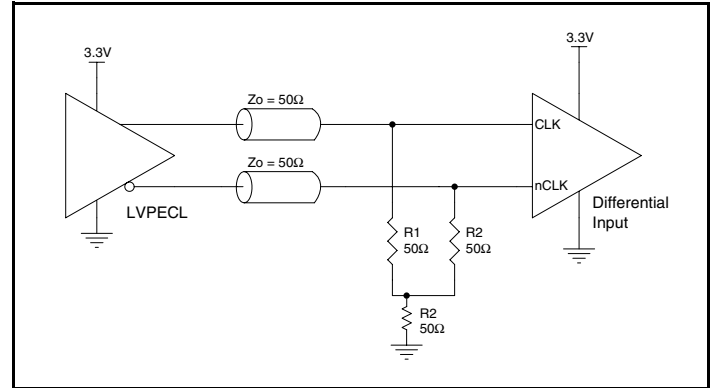 3.3V
3.3V
Zo = 50Ω
CLK
Zo = 50Ω
nCLK
LVPECL
Differential
Input
R1
50Ω
R2
50Ω
R2
50Ω